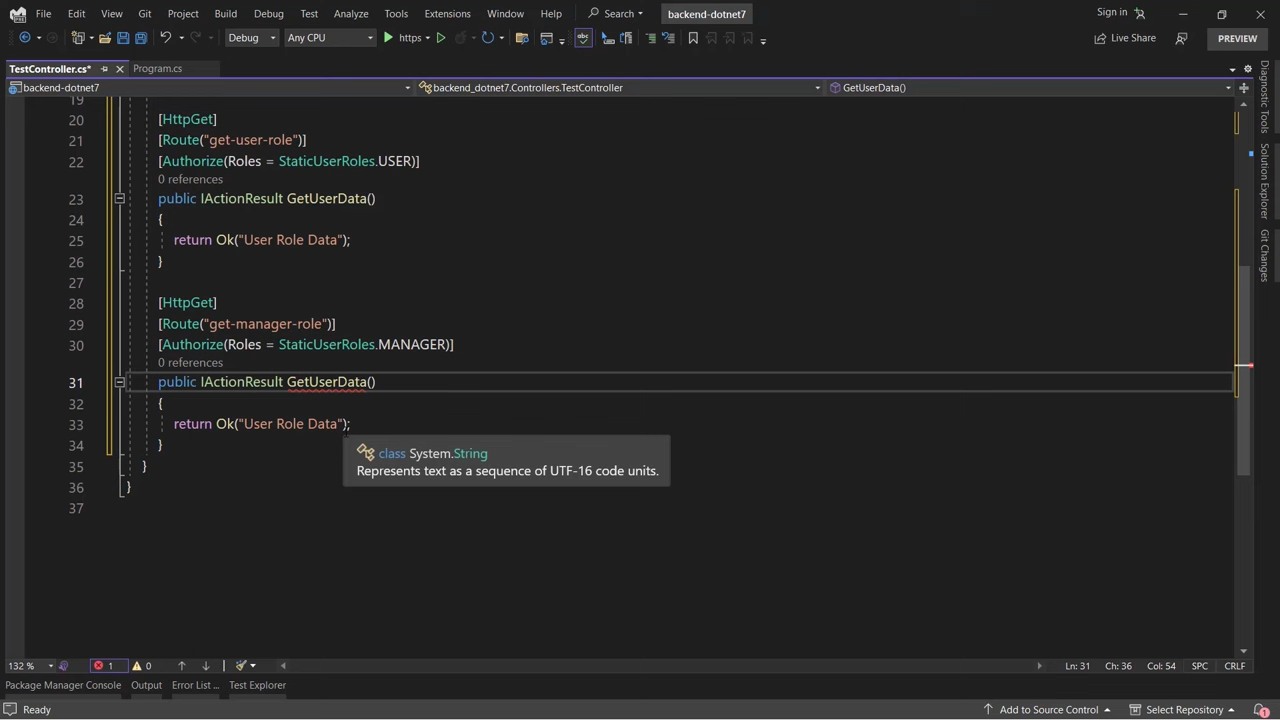 File Edit View Git Project Build Debug Test Analyze Tools Extensions Window Help Search backend-dotnet7 Sign in
Debug Any CPU https Live Share PREVIEW
TestController.cs* Program.cs
backend-dotnet7 backend_dotnet7.Controllers.TestController GetUserData()
19
20 [HttpGet]
21 [Route("get-user-role")]
22 [Authorize(Roles = StaticUserRoles.USER)]
0 references
23 public IActionResult GetUserData()
24 {
25 return Ok("User Role Data");
26 }
27
28 [HttpGet]
29 [Route("get-manager-role")]
30 [Authorize(Roles = StaticUserRoles.MANAGER)]
0 references
31 public IActionResult GetUserData()
32 {
33 return Ok("User Role Data");
34 }
35 }
36 }
37
class System.String
Represents text as a sequence of UTF-16 code units.
Diagnostic Tools
Solution Explorer
Git Changes
132 % 1 0 Ln: 31 Ch: 36 Col: 54 SPC CRLF
Package Manager Console Output Error List ... Test Explorer
Ready Add to Source Control Select Repository 1